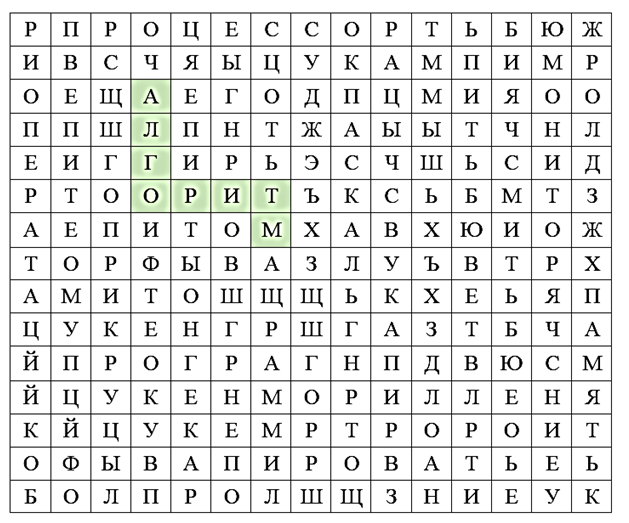 Р П Р О Ц Е С С О Р Т Ь Б Ю Ж
И В С Ч Я Ы Ц У К А М П И М Р
О Е Щ А Е Г О Д П Ц М И Я О О
П П Ш Л П Н Т Ж А Ы Ы Т Ч Н Л
Е И Г Г И Р Ь Э С Ч Ш Ь С И Д
Р Т О О Р И Т Ъ К С Ь Б М Т З
А Е П И Т О М Х А В Х Ю И О Ж
Т О Р Ф Ы В А З Л У Ъ В Т Р Х
А М И Т О Ш Щ Щ Ь К Х Е Ь Я П
Ц У К Е Н Г Р Ш Г А З Т Б Ч А
Й П Р О Г Р А Г Н П Д В Ю С М
Й Ц У К Е Н М О Р И Л Л Е Н Я
К Й Ц У К Е М Р Т Р О Р О И Т
О Ф Ы В А П И Р О В А Т Ь Е Ь
Б О Л П Р О Л Ш Щ З Н И Е У К